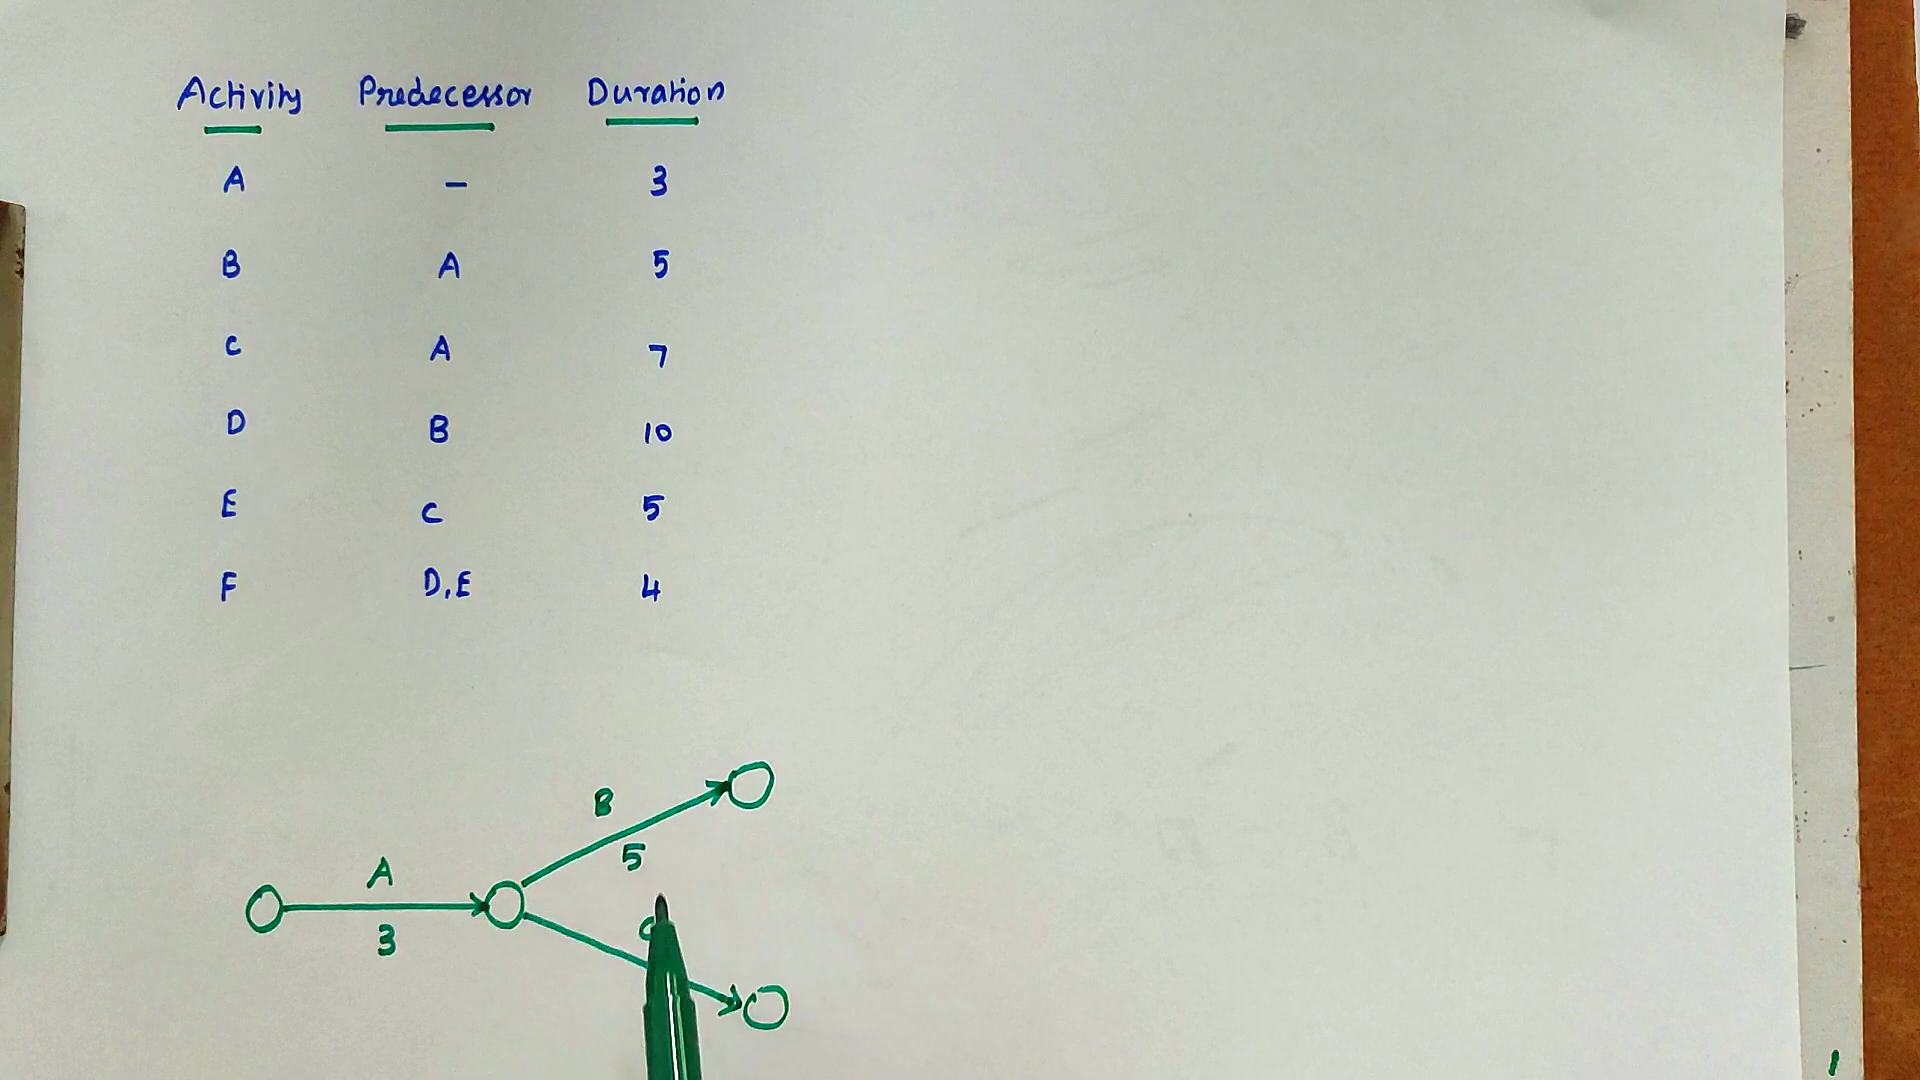 Activity Predecessor Duration
A - 3
B A 5
C A 7
D B 10
E C 5
F D,E 4
B
5
A
3
C